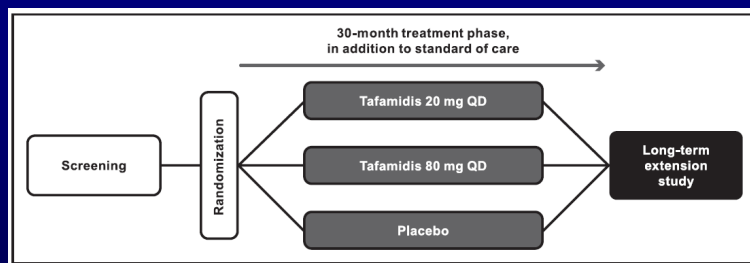 30-month treatment phase,
in addition to standard of care
Screening
Randomization
Tafamidis 20 mg QD
Tafamidis 80 mg QD
Placebo
Long-term
extension
study